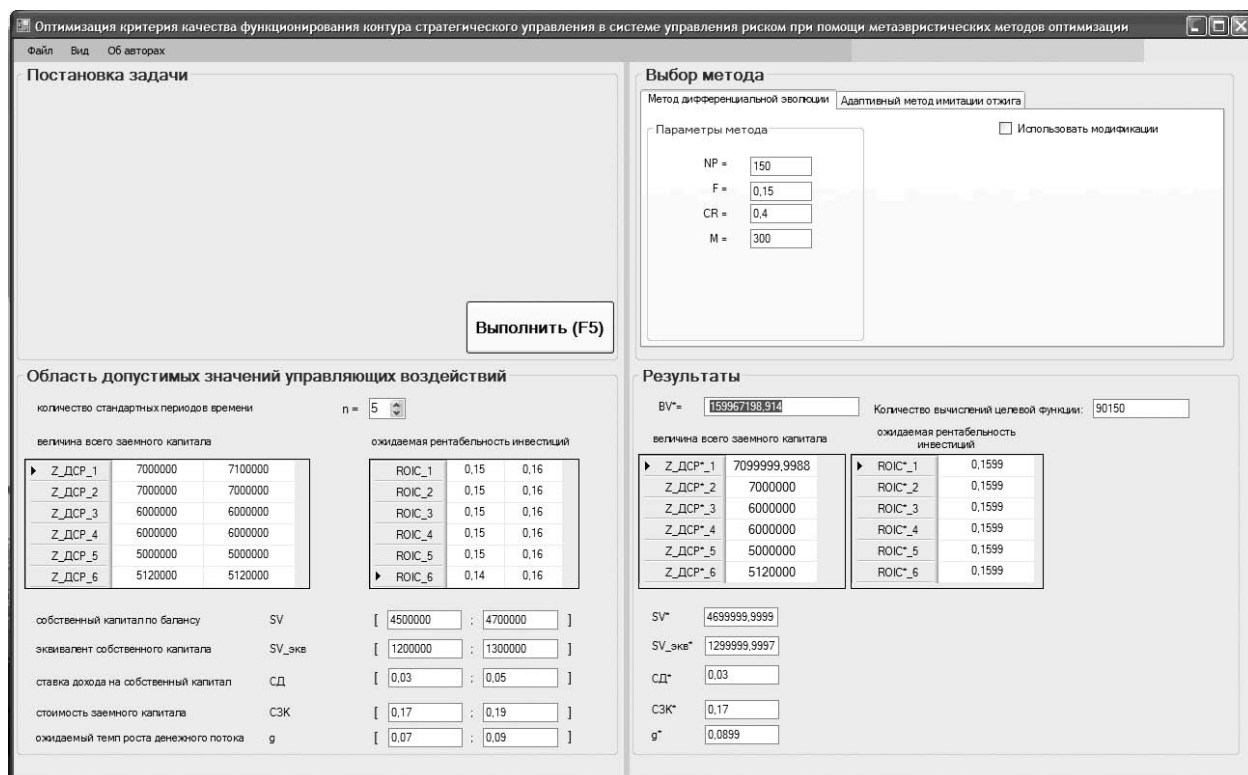 Оптимизация критерия качества функционирования контура стратегического управления в системе управления риском при помощи метаэвристических методов оптимизации
Файл Вид Об авторах
Постановка задачи
Выполнить (F5)
Выбор метода
Метод дифференциальной эволюции Адаптивный метод имитации отжига
Параметры метода
Использовать модификации
NP = 150
F = 0,15
CR = 0,4
M = 300
Область допустимых значений управляющих воздействий
количество стандартных периодов времени n = 5
величина всего заемного капитала
Z_ДСР_1 7000000 7100000
Z_ДСР_2 7000000 7000000
Z_ДСР_3 6000000 6000000
Z_ДСР_4 6000000 6000000
Z_ДСР_5 5000000 5000000
Z_ДСР_6 5120000 5120000
ожидаемая рентабельность инвестиций
ROIC_1 0,15 0,16
ROIC_2 0,15 0,16
ROIC_3 0,15 0,16
ROIC_4 0,15 0,16
ROIC_5 0,15 0,16
ROIC_6 0,14 0,16
собственный капитал по балансу SV [ 4500000 ; 4700000 ]
эквивалент собственного капитала SV_экв [ 1200000 ; 1300000 ]
ставка дохода на собственный капитал СД [ 0,03 ; 0,05 ]
стоимость заемного капитала СЗК [ 0,17 ; 0,19 ]
ожидаемый темп роста денежного потока g [ 0,07 ; 0,09 ]
Результаты
BV*= 159967198,914
Количество вычислений целевой функции: 90150
величина всего заемного капитала
Z_ДСР*_1 7099999,9988
Z_ДСР*_2 7000000
Z_ДСР*_3 6000000
Z_ДСР*_4 6000000
Z_ДСР*_5 5000000
Z_ДСР*_6 5120000
ожидаемая рентабельность
инвестиций
ROIC*_1 0,1599
ROIC*_2 0,1599
ROIC*_3 0,1599
ROIC*_4 0,1599
ROIC*_5 0,1599
ROIC*_6 0,1599
SV* 4699999,9999
SV_экв* 1299999,9997
СД* 0,03
СЗК* 0,17
g* 0,0899